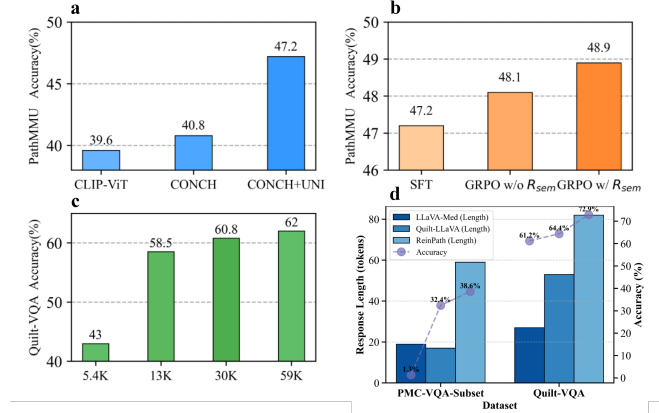 a
PathMMU Accuracy(%)
50
45
40
39.6
40.8
47.2
CLIP-ViT
CONCH
CONCH+UNI
b
PathMMU Accuracy(%)
50
49
48
47
46
47.2
48.1
48.9
SFT
GRPO w/o R_sem
GRPO w/ R_sem
c
Quilt-VQA Accuracy(%)
60
50
40
43
58.5
60.8
62
5.4K
13K
30K
59K
d
Response Length (tokens)
80
60
40
20
0
LLaVA-Med (Length)
Quilt-LLaVA (Length)
ReinPath (Length)
Accuracy
1.3%
32.4%
38.6%
61.2%
64.4%
72.9%
70
60
50
40
30
20
10
0
Accuracy (%)
PMC-VQA-Subset
Quilt-VQA
Dataset